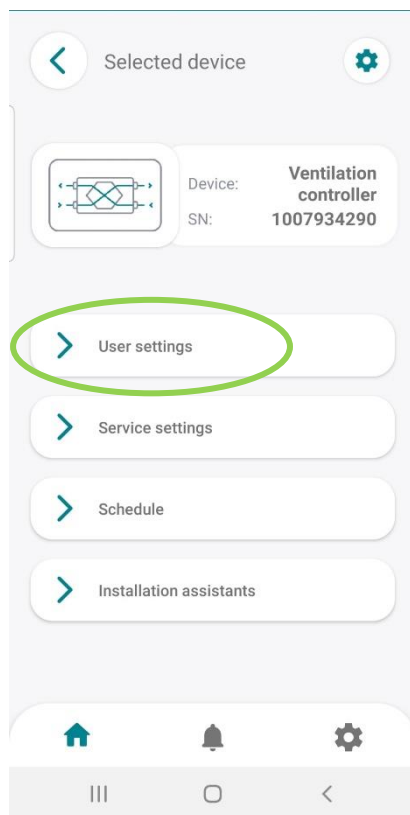 Selected device
Device: Ventilation
controller
SN: 1007934290
User settings
Service settings
Schedule
Installation assistants